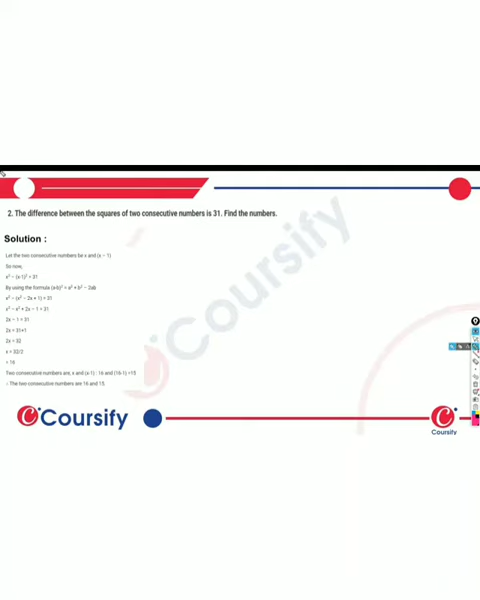 2. The difference between the squares of two consecutive numbers is 31. Find the numbers.
Solution :
Let the two consecutive numbers be x and (x – 1)
So now,
x² – (x-1)² = 31
By using the formula (a-b)² = a² + b² – 2ab
x² – (x² – 2x + 1) = 31
x² – x² + 2x – 1 = 31
2x – 1 = 31
2x = 31+1
2x = 32
x = 32/2
= 16
Two consecutive numbers are, x and (x-1) : 16 and (16-1) =15
∴ The two consecutive numbers are 16 and 15.
Coursify
Coursify
Coursify